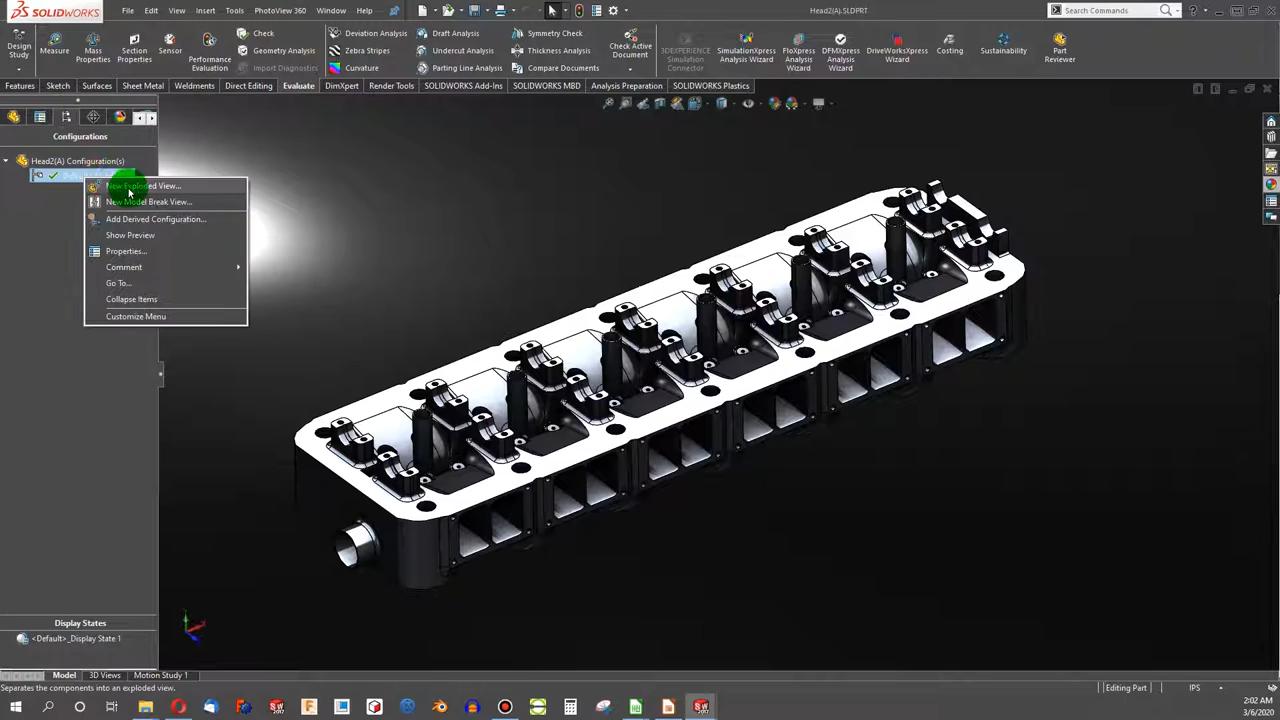 SOLIDWORKS File Edit View Insert Tools PhotoView 360 Window Help Head2(A).SLDPRT Search Commands
Design Study Measure Mass Properties Section Properties Sensor Performance Evaluation
Check Geometry Analysis Import Diagnostics
Deviation Analysis Zebra Stripes Curvature
Draft Analysis Undercut Analysis Parting Line Analysis
Symmetry Check Thickness Analysis Compare Documents
Check Active Document 3DEXPERIENCE Simulation Connector SimulationXpress Analysis Wizard FloXpress Analysis Wizard DFMXpress Analysis Wizard DriveWorksXpress Wizard Costing Sustainability Part Reviewer
Features Sketch Surfaces Sheet Metal Weldments Direct Editing Evaluate DimXpert Render Tools SOLIDWORKS Add-Ins SOLIDWORKS MBD Analysis Preparation SOLIDWORKS Plastics
Configurations
Head2(A) Configuration(s)
New Exploded View...
New Model Break View...
Add Derived Configuration...
Show Preview
Properties...
Comment
Go To...
Collapse Items
Customize Menu
Display States
<Default>_Display State 1
Model 3D Views Motion Study 1
Separates the components into an exploded view. Editing Part IPS
2:02 AM
3/6/2020